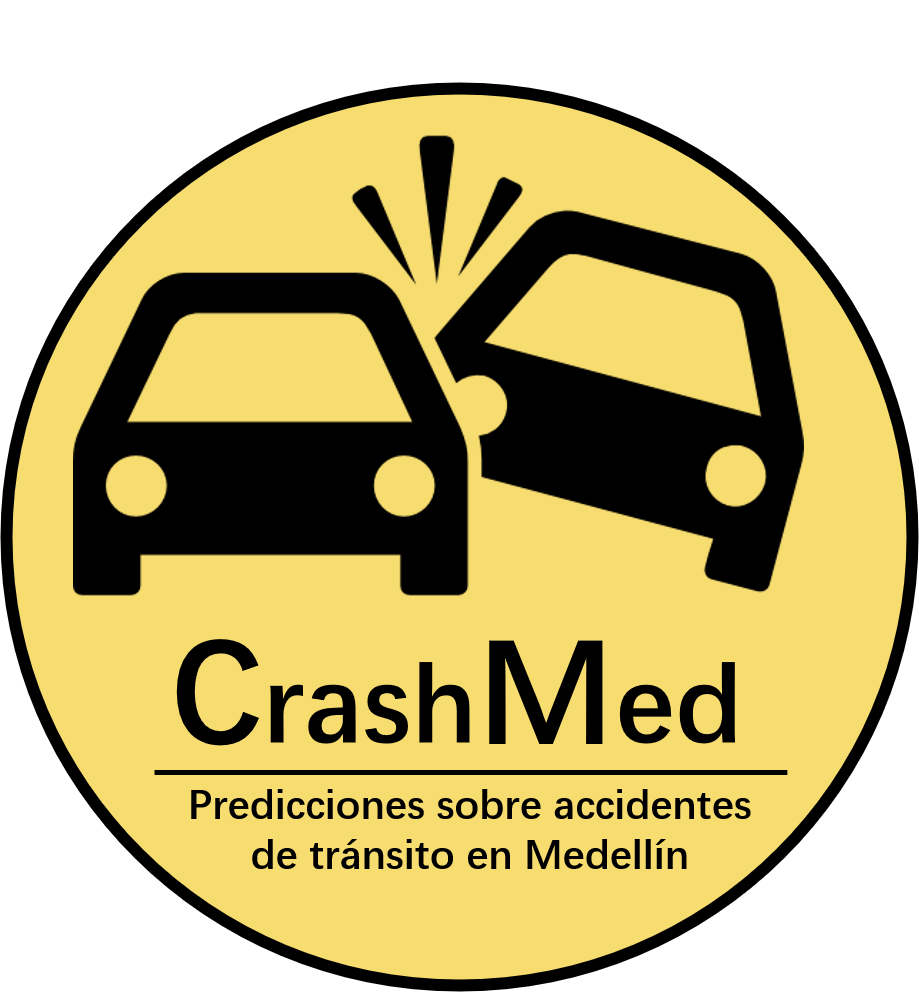 CrashMed
Predicciones sobre accidentes
de tránsito en Medellín